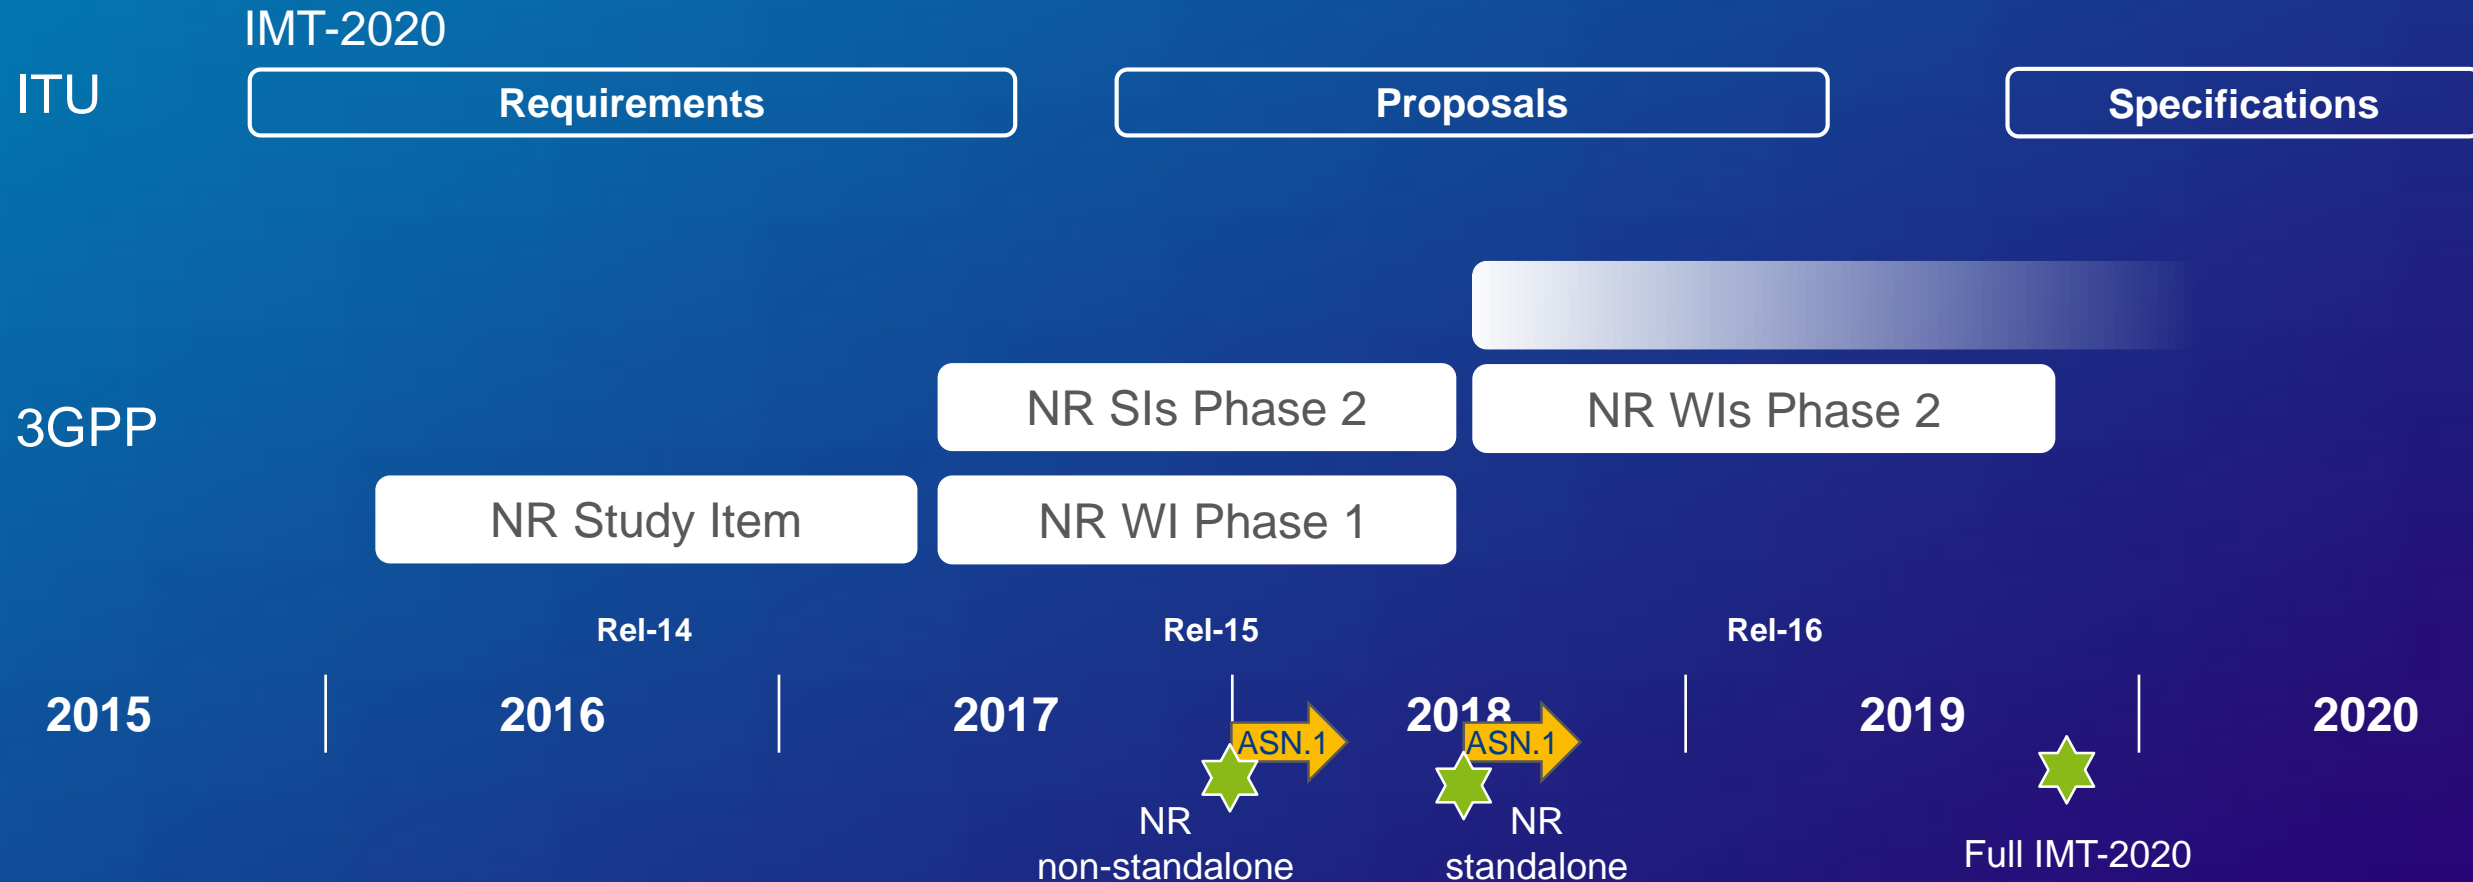 IMT-2020
ITU
Requirements
Proposals
Specifications
3GPP
NR SIs Phase 2
NR WIs Phase 2
NR Study Item
NR WI Phase 1
Rel-14
Rel-15
Rel-16
2015
2016
2017
2018
2019
2020
ASN.1
ASN.1
NR
non-standalone
NR
standalone
Full IMT-2020